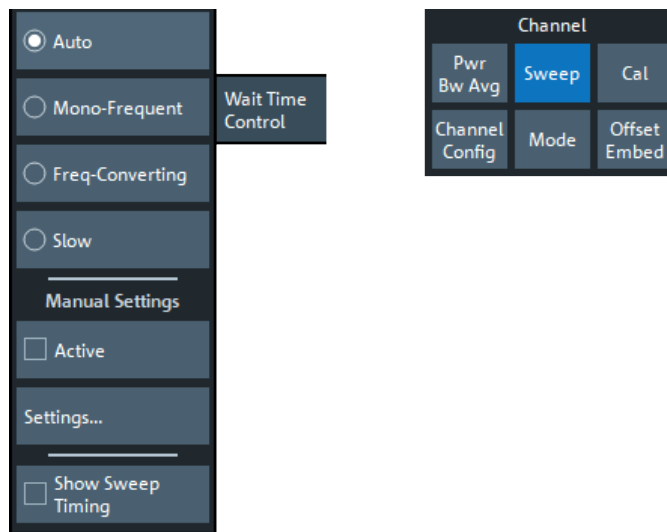 Auto
Mono-Frequent
Freq-Converting
Slow
Manual Settings
Active
Settings...
Show Sweep
Timing
Wait Time
Control
Channel
Pwr
Bw Avg
Sweep
Cal
Channel
Config
Mode
Offset
Embed